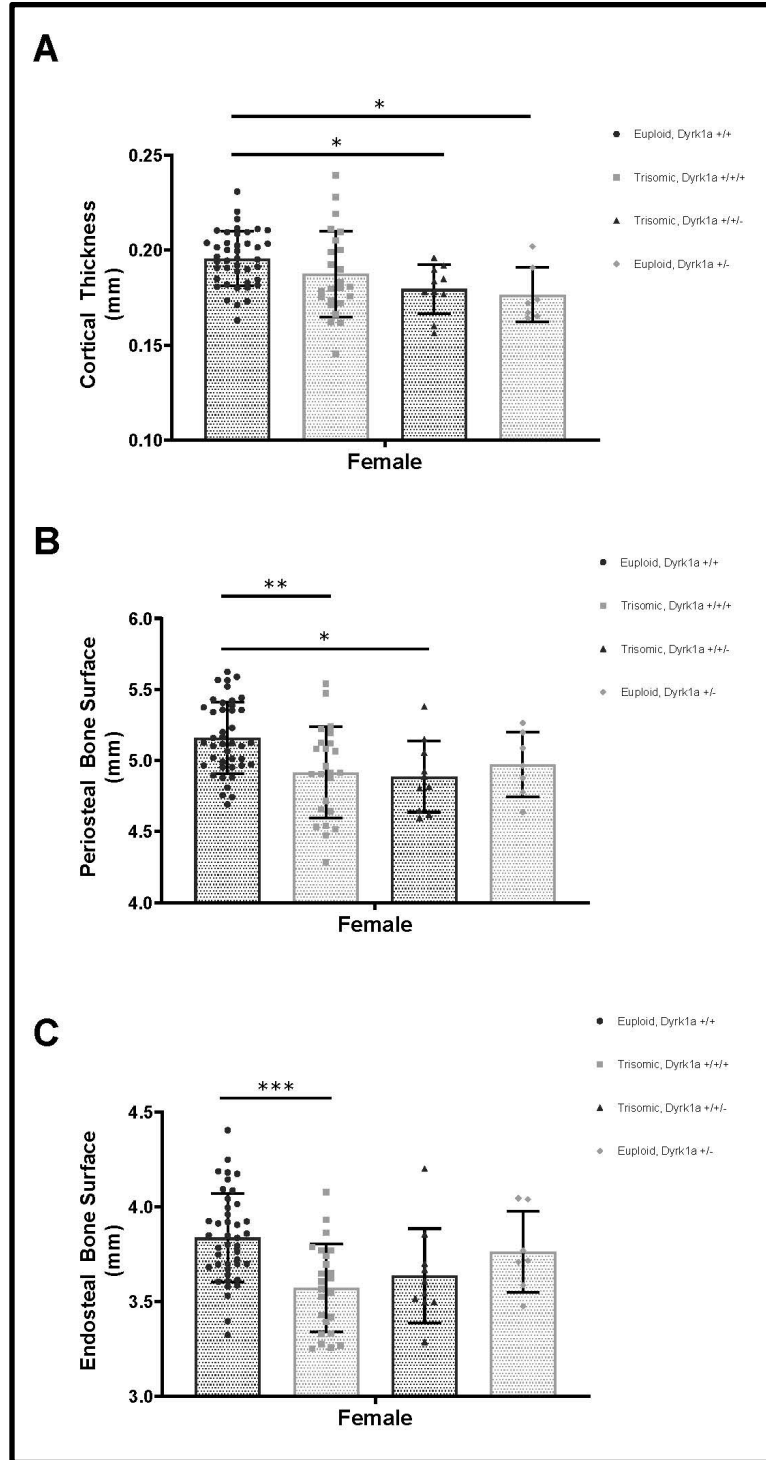 A
*
*
Cortical Thickness
(mm)
0.25
0.20
0.15
0.10
Female
Euploid, Dyrk1a +/+
Trisomic, Dyrk1a +/+/+
Trisomic, Dyrk1a +/+/-
Euploid, Dyrk1a +/-
B
**
*
Periosteal Bone Surface
(mm)
6.0
5.5
5.0
4.5
4.0
Female
Euploid, Dyrk1a +/+
Trisomic, Dyrk1a +/+/+
Trisomic, Dyrk1a +/+/-
Euploid, Dyrk1a +/-
C
***
Endosteal Bone Surface
(mm)
4.5
4.0
3.5
3.0
Female
Euploid, Dyrk1a +/+
Trisomic, Dyrk1a +/+/+
Trisomic, Dyrk1a +/+/-
Euploid, Dyrk1a +/-